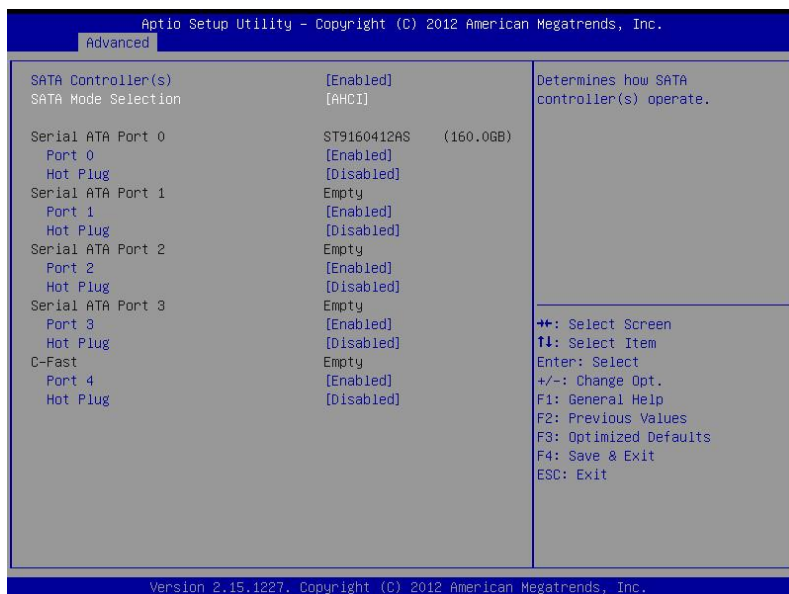 Aptio Setup Utility – Copyright (C) 2012 American Megatrends, Inc.
Advanced
SATA Controller(s) [Enabled]
SATA Mode Selection [AHCI]
Serial ATA Port 0 ST9160412AS (160.0GB)
Port 0 [Enabled]
Hot Plug [Disabled]
Serial ATA Port 1 Empty
Port 1 [Enabled]
Hot Plug [Disabled]
Serial ATA Port 2 Empty
Port 2 [Enabled]
Hot Plug [Disabled]
Serial ATA Port 3 Empty
Port 3 [Enabled]
Hot Plug [Disabled]
C-Fast Empty
Port 4 [Enabled]
Hot Plug [Disabled]
Determines how SATA
controller(s) operate.
→←: Select Screen
↑↓: Select Item
Enter: Select
+/-: Change Opt.
F1: General Help
F2: Previous Values
F3: Optimized Defaults
F4: Save & Exit
ESC: Exit
Version 2.15.1227. Copyright (C) 2012 American Megatrends, Inc.